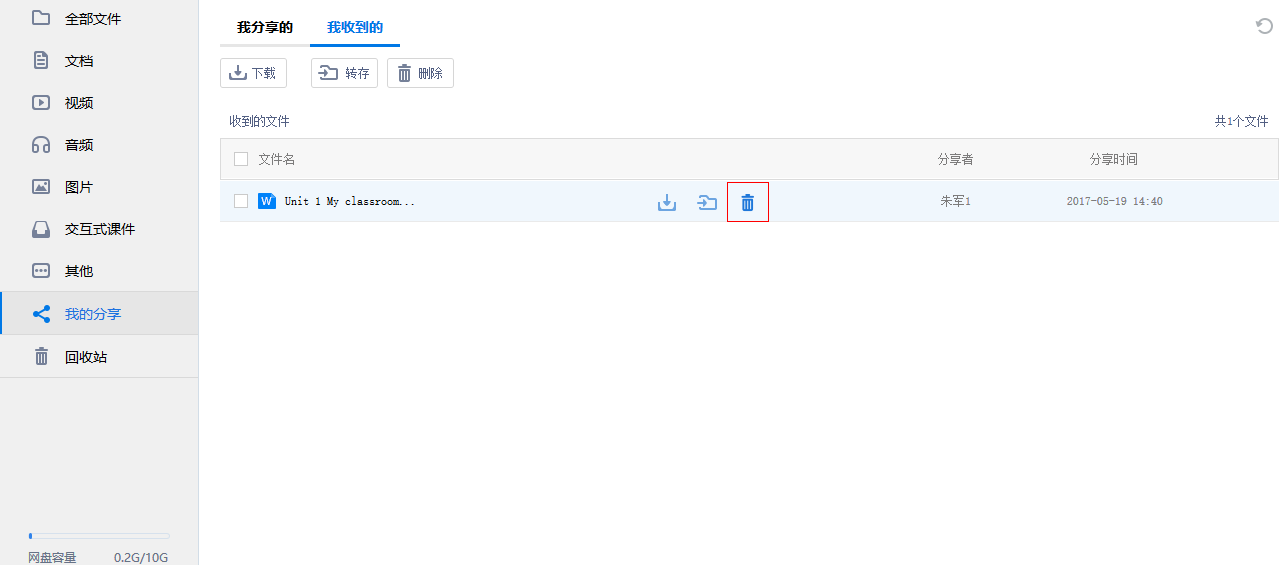 全部文件
文档
视频
音频
图片
交互式课件
其他
我的分享
回收站
网盘容量 0.2G/10G
我分享的 我收到的
下载 转存 删除
收到的文件 共1个文件
文件名 分享者 分享时间
W Unit 1 My classroom... 朱军1 2017-05-19 14:40